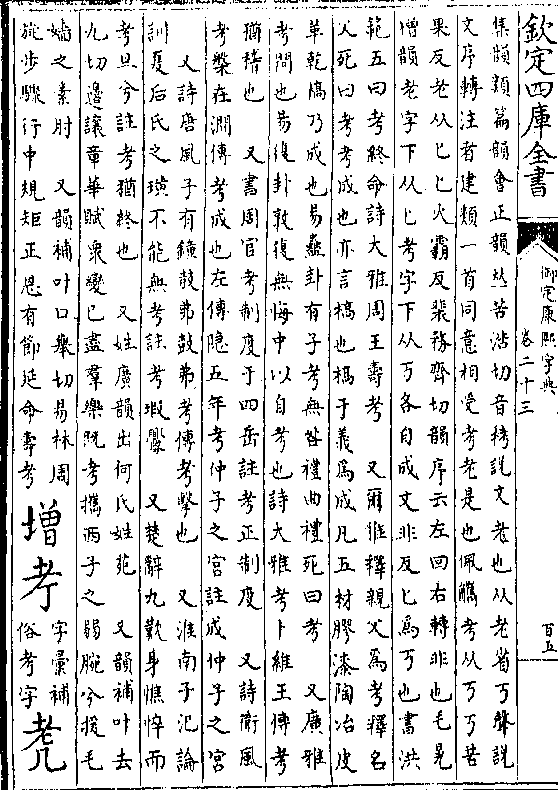 欽定四庫全書
御定康熙字典
卷二十三
百五
集韻類篇韻會正韻𠀤苦浩切音栲說文老也从老省丂聲說
文序轉注者建類一首同意相受考老是也佩觿考从丂丂苦
果反老从匕匕火霸反裴務齊切韻序云左回右轉非也毛晃
增韻老字下从匕考字下从丂各自成文非反匕爲丂也書洪
範五曰考終命詩大雅周王壽考　又爾雅釋親父爲考釋名
父死曰考考成也亦言槁也槁于義爲成凡五材膠漆陶冶皮
革乾槁乃成也易蠱卦有子考無咎禮曲禮死曰考　又廣雅
考問也易復卦敦復無悔中以自考也詩大雅考卜維王傳考
猶稽也　又書周官考制度于四岳註考正制度　又詩衛風
考槃在澗傳考成也左傳隱五年考仲子之宮註成仲子之宮
又詩唐風子有鐘鼓弗鼓弗考傳考擊也　又淮南子氾論
訓夏后氏之璜不能無考註考瑕釁　又楚辭九歎身憔悴而
考旦兮註考猶終也　又姓廣韻出何氏姓苑　又韻補叶去
九切邊讓章華賦衆變已盡羣樂旣考攜西子之弱腕兮援毛
嬙之素肘　又韻補叶口舉切易林周
旋步驟行中規矩正恩有節延命壽考
增考
字彙補
俗考字